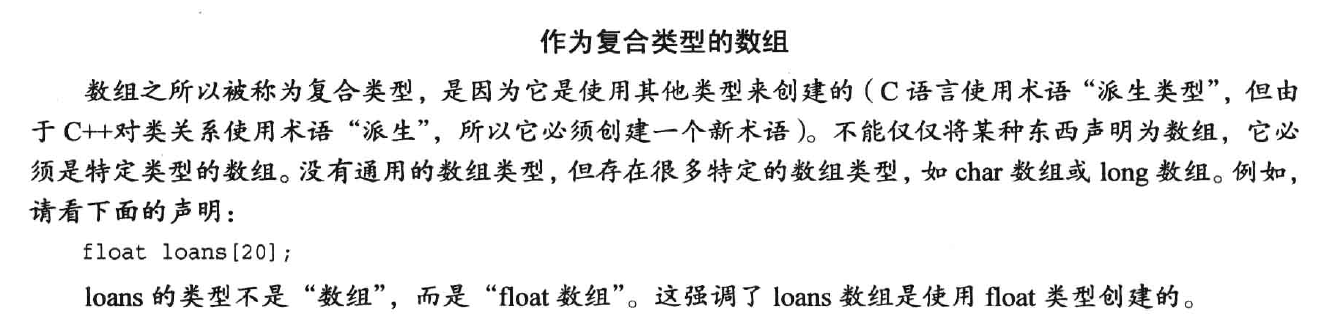 作为复合类型的数组
数组之所以被称为复合类型，是因为它是使用其他类型来创建的（C 语言使用术语“派生类型”，但由
于 C++对类关系使用术语“派生”，所以它必须创建一个新术语）。不能仅仅将某种东西声明为数组，它必
须是特定类型的数组。没有通用的数组类型，但存在很多特定的数组类型，如 char 数组或 long 数组。例如，
请看下面的声明：
float loans[20];
loans 的类型不是“数组”，而是“float 数组”。这强调了 loans 数组是使用 float 类型创建的。